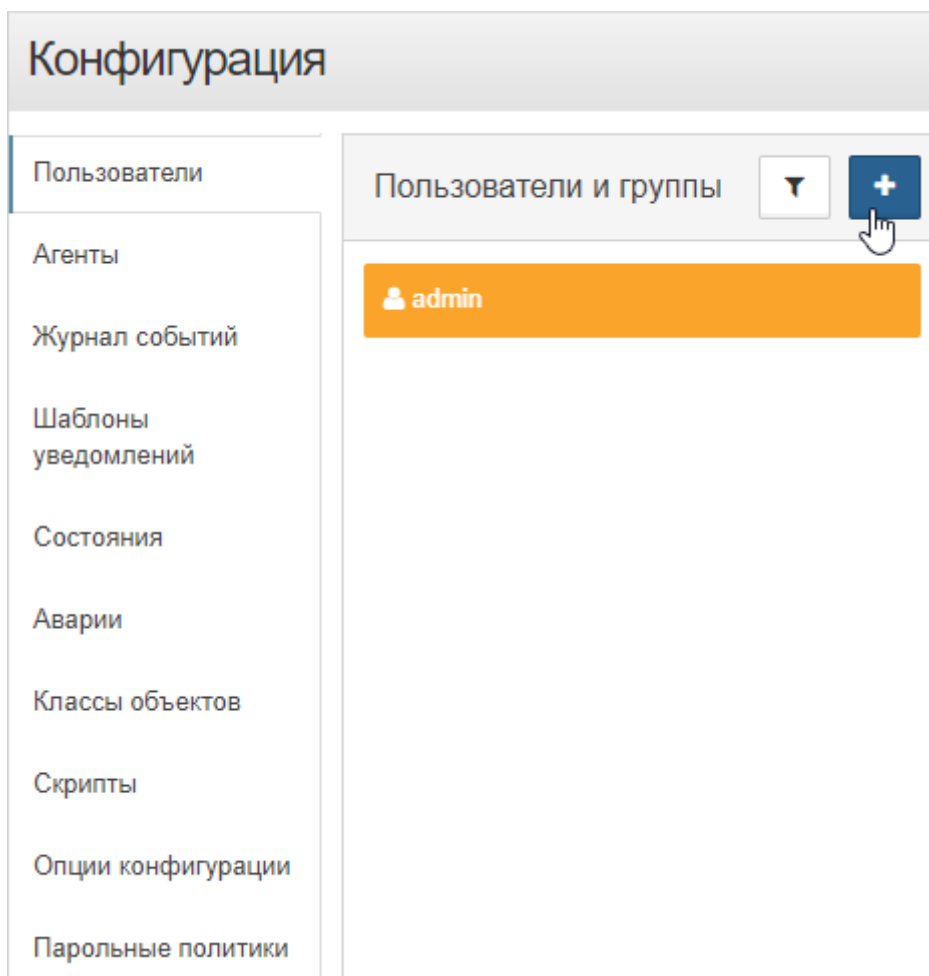 Конфигурация
Пользователи
Агенты
Журнал событий
Шаблоны
уведомлений
Состояния
Аварии
Классы объектов
Скрипты
Опции конфигурации
Парольные политики
Пользователи и группы
admin